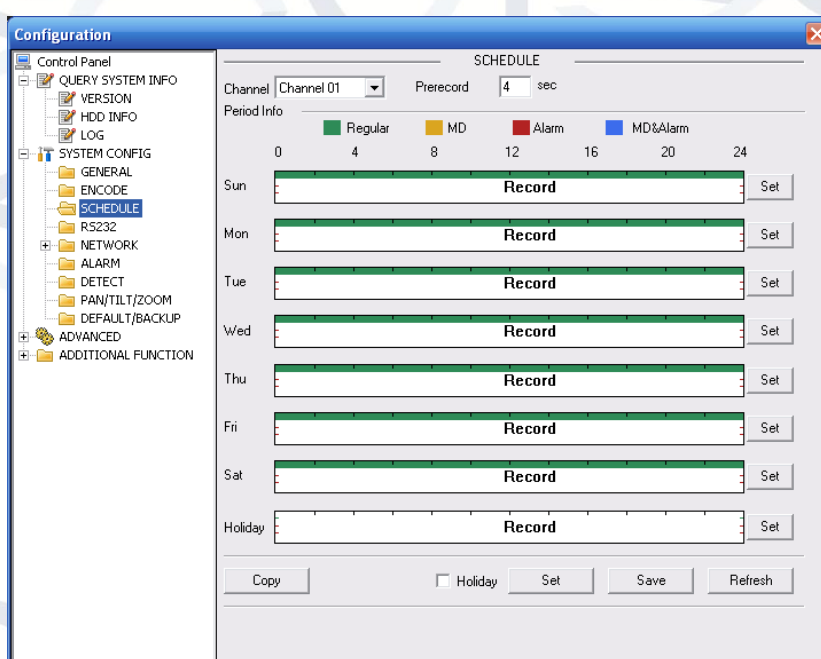 Configuration
Control Panel
QUERY SYSTEM INFO
VERSION
HDD INFO
LOG
SYSTEM CONFIG
GENERAL
ENCODE
SCHEDULE
RS232
NETWORK
ALARM
DETECT
PAN/TILT/ZOOM
DEFAULT/BACKUP
ADVANCED
ADDITIONAL FUNCTION
SCHEDULE
Channel Channel 01 Prerecord 4 sec
Period Info
Regular MD Alarm MD&Alarm
0 4 8 12 16 20 24
Sun Record Set
Mon Record Set
Tue Record Set
Wed Record Set
Thu Record Set
Fri Record Set
Sat Record Set
Holiday Record Set
Copy Holiday Set Save Refresh